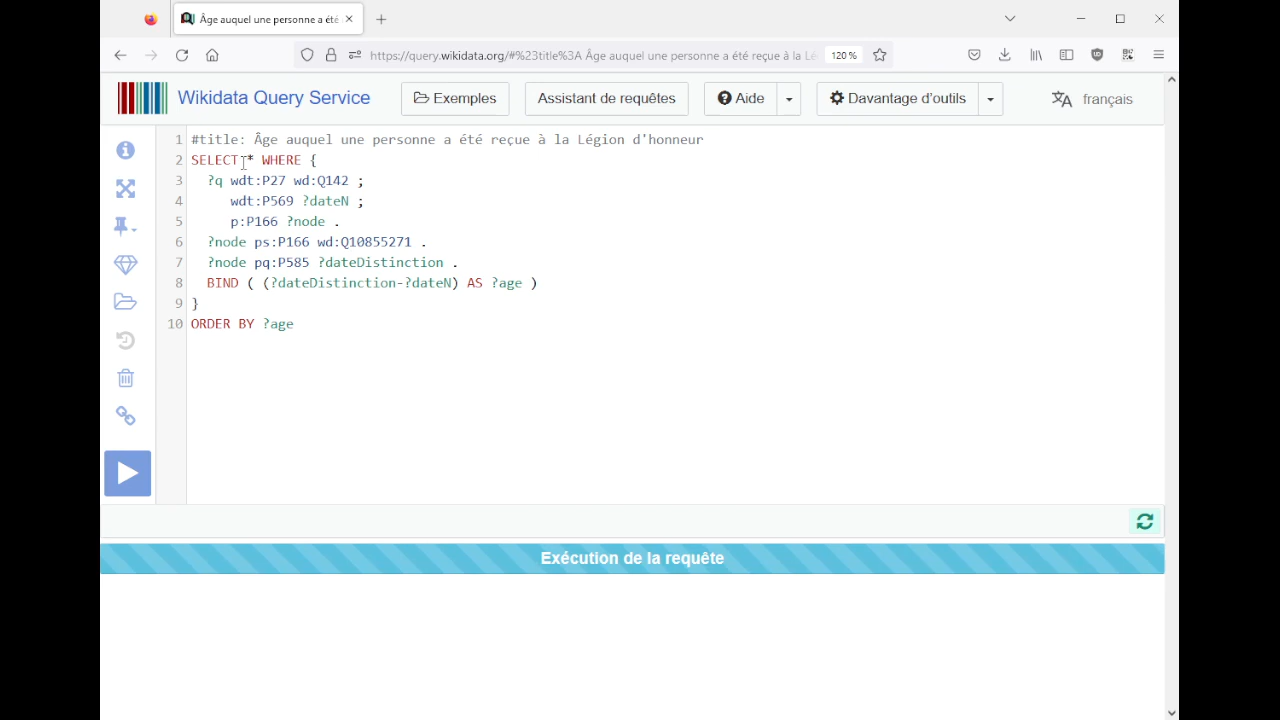 Âge auquel une personne a été
https://query.wikidata.org/#%23title%3A Âge auquel une personne a été reçue à la Lé
120 %
Wikidata Query Service
Exemples
Assistant de requêtes
Aide
Davantage d'outils
français
1 #title: Âge auquel une personne a été reçue à la Légion d'honneur
2 SELECT * WHERE {
3 ?q wdt:P27 wd:Q142 ;
4 wdt:P569 ?dateN ;
5 p:P166 ?node .
6 ?node ps:P166 wd:Q10855271 .
7 ?node pq:P585 ?dateDistinction .
8 BIND ( (?dateDistinction-?dateN) AS ?age )
9 }
10 ORDER BY ?age
Exécution de la requête